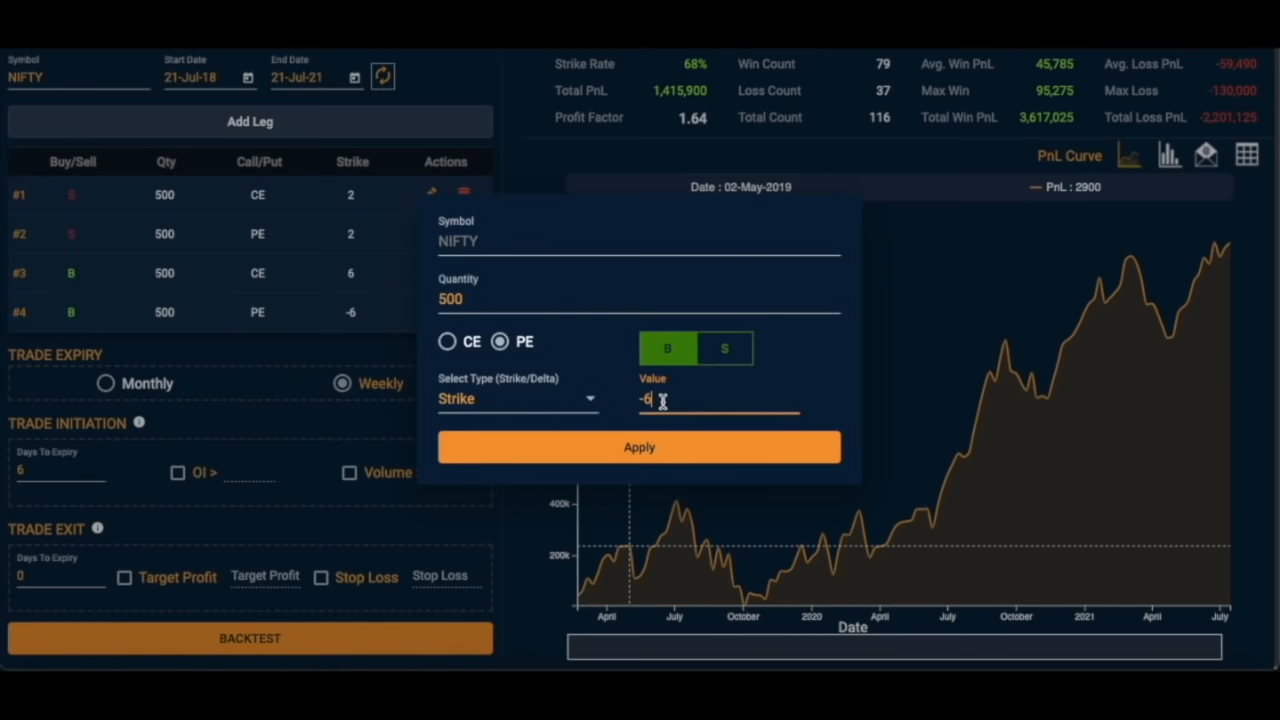 Symbol Start Date End Date
NIFTY 21-Jul-18 21-Jul-21
Add Leg
Buy/Sell Qty Call/Put Strike Actions
#1 S 500 CE 2
#2 S 500 PE 2
#3 B 500 CE 6
#4 B 500 PE -6
TRADE EXPIRY
Monthly Weekly
TRADE INITIATION
Days To Expiry
6 OI > Volume
TRADE EXIT
Days To Expiry
0 Target Profit Target Profit Stop Loss Stop Loss
BACKTEST
Strike Rate 68% Win Count 79 Avg. Win PnL 45,785 Avg. Loss PnL -59,490
Total PnL 1,415,900 Loss Count 37 Max Win 95,275 Max Loss -130,000
Profit Factor 1.64 Total Count 116 Total Win PnL 3,617,025 Total Loss PnL -2,201,125
PnL Curve
Date : 02-May-2019 PnL : 2900
Symbol
NIFTY
Quantity
500
CE PE B S
Select Type (Strike/Delta) Value
Strike -6
Apply
400k
200k
April July October 2020 April July October 2021 April July
Date